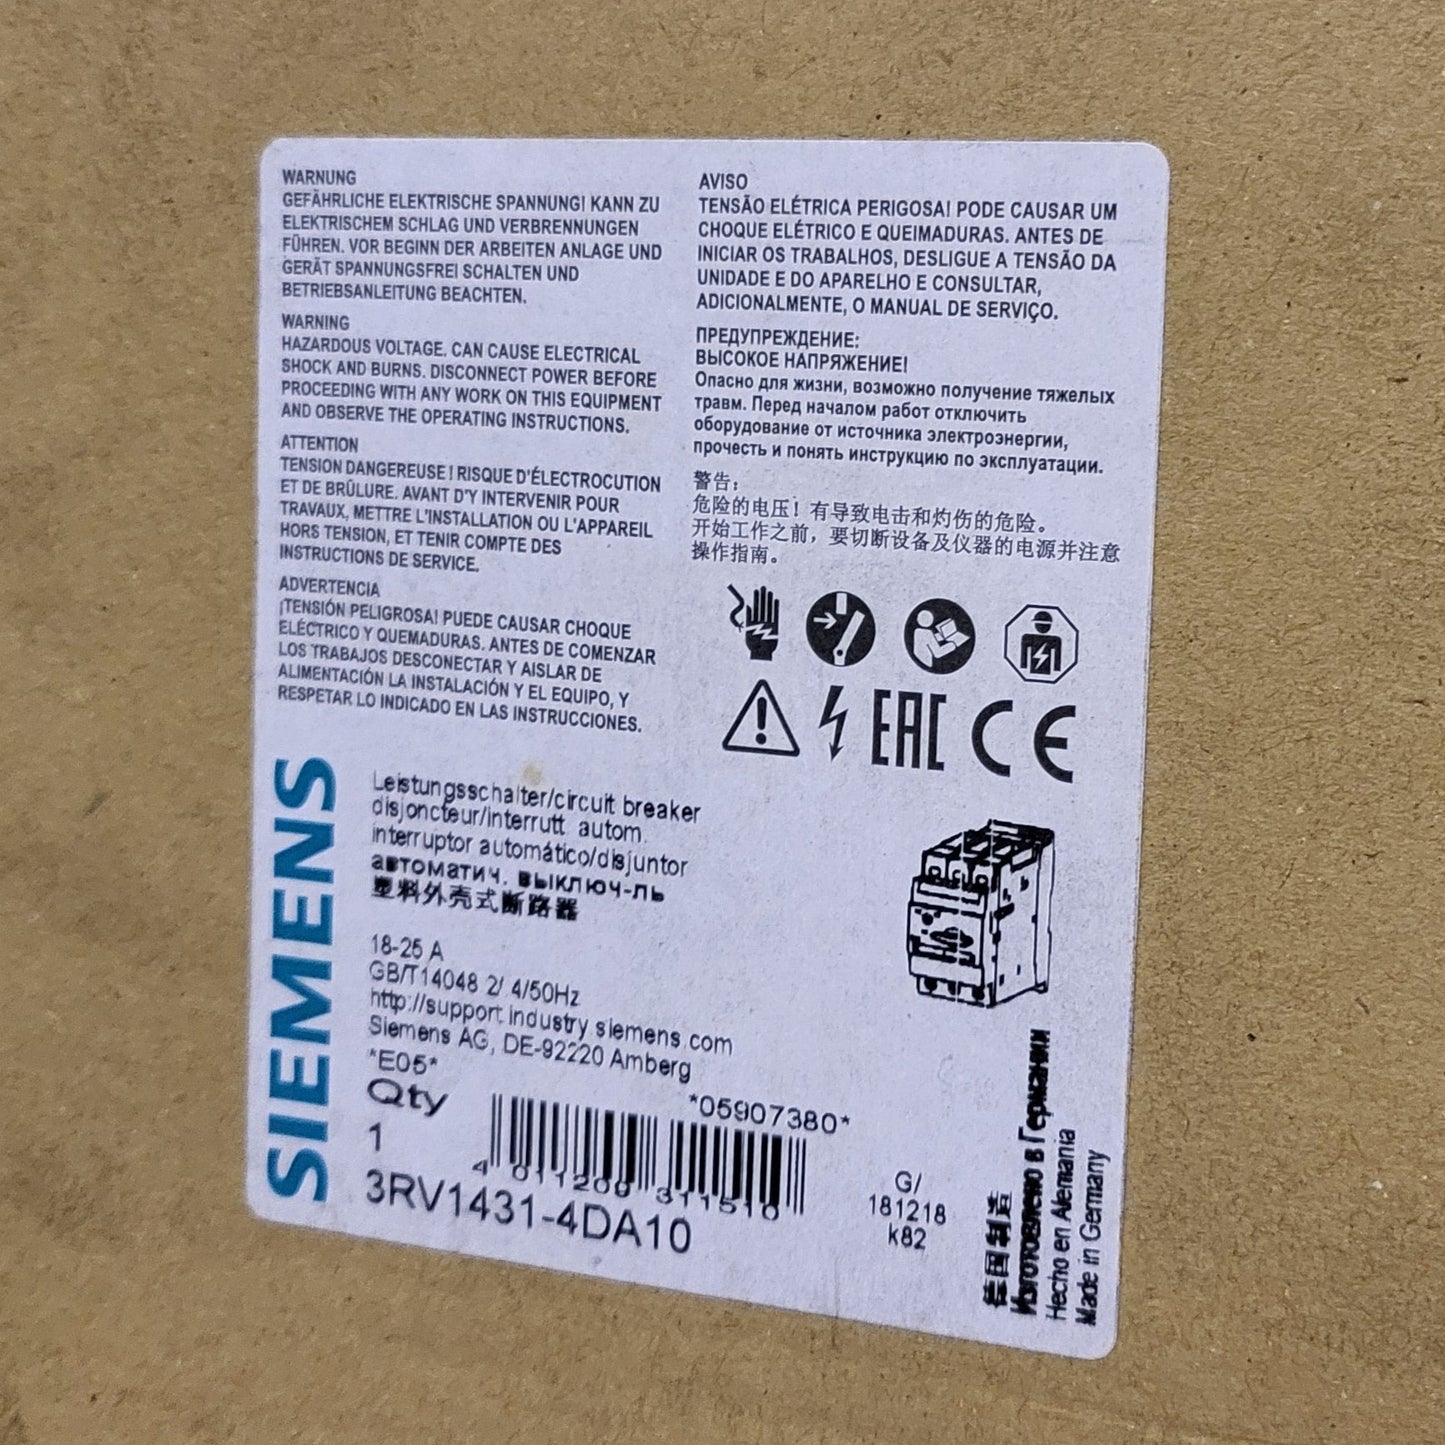 WARNUNG
GEFÄHRLICHE ELEKTRISCHE SPANNUNG! KANN ZU
ELEKTRISCHEM SCHLAG UND VERBRENNUNGEN
FÜHREN. VOR BEGINN DER ARBEITEN ANLAGE UND
GERÄT SPANNUNGSFREI SCHALTEN UND
BETRIEBSANLEITUNG BEACHTEN.
WARNING
HAZARDOUS VOLTAGE. CAN CAUSE ELECTRICAL
SHOCK AND BURNS. DISCONNECT POWER BEFORE
PROCEEDING WITH ANY WORK ON THIS EQUIPMENT
AND OBSERVE THE OPERATING INSTRUCTIONS.
ATTENTION
TENSION DANGEREUSE ! RISQUE D'ÉLECTROCUTION
ET DE BRÛLURE. AVANT D'Y INTERVENIR POUR
TRAVAUX, METTRE L'INSTALLATION OU L'APPAREIL
HORS TENSION, ET TENIR COMPTE DES
INSTRUCTIONS DE SERVICE.
ADVERTENCIA
¡TENSIÓN PELIGROSA! PUEDE CAUSAR CHOQUE
ELÉCTRICO Y QUEMADURAS. ANTES DE COMENZAR
LOS TRABAJOS DESCONECTAR Y AISLAR DE
ALIMENTACIÓN LA INSTALACIÓN Y EL EQUIPO, Y
RESPETAR LO INDICADO EN LAS INSTRUCCIONES.
AVISO
TENSÃO ELÉTRICA PERIGOSA! PODE CAUSAR UM
CHOQUE ELÉTRICO E QUEIMADURAS. ANTES DE
INICIAR OS TRABALHOS, DESLIGUE A TENSÃO DA
UNIDADE E DO APARELHO E CONSULTAR,
ADICIONALMENTE, O MANUAL DE SERVIÇO.
ПРЕДУПРЕЖДЕНИЕ:
ВЫСОКОЕ НАПРЯЖЕНИЕ!
Опасно для жизни, возможно получение тяжелых
травм. Перед началом работ отключить
оборудование от источника электроэнергии,
прочесть и понять инструкцию по эксплуатации.
警告：
危险的电压！有导致电击和灼伤的危险。
开始工作之前，要切断设备及仪器的电源并注意
操作指南。
EAC CE
SIEMENS
Leistungsschalter/circuit breaker
disjoncteur/interrutt autom.
interruptor automático/disjuntor
автоматич. выключ-ль
塑料外壳式断路器
18-25 A
GB/T14048 2/ 4/50Hz
http://support.industry siemens.com
Siemens AG, DE-92220 Amberg
*E05*
Qty
*05907380*
1
4 011209 311510
3RV1431-4DA10
G/
181218
k82
德国制造
Изготовлено в Германии
Hecho en Alemania
Made in Germany